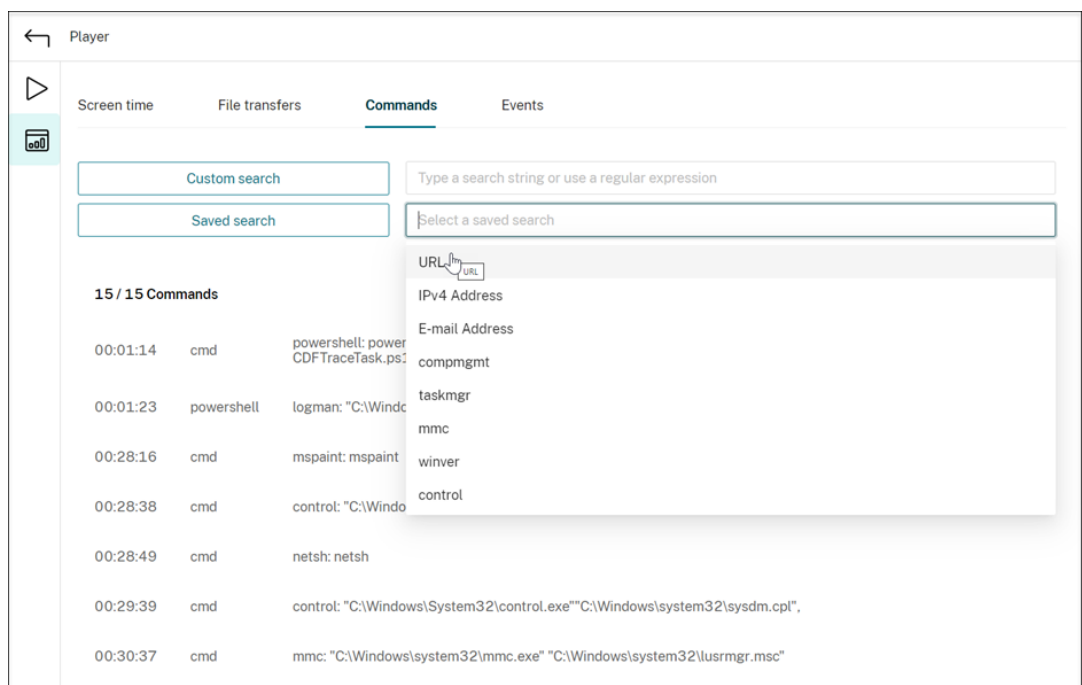 Player
Screen time File transfers Commands Events
Custom search Type a search string or use a regular expression
Saved search Select a saved search
URL URL
15 / 15 Commands
IPv4 Address
E-mail Address
00:01:14 cmd powershell: power
CDFTraceTask.ps1
compmgmt
taskmgr
00:01:23 powershell logman: "C:\Windo
mmc
00:28:16 cmd mspaint: mspaint
winver
control
00:28:38 cmd control: "C:\Windo
00:28:49 cmd netsh: netsh
00:29:39 cmd control: "C:\Windows\System32\control.exe""C:\Windows\system32\sysdm.cpl",
00:30:37 cmd mmc: "C:\Windows\system32\mmc.exe" "C:\Windows\system32\lusrmgr.msc"